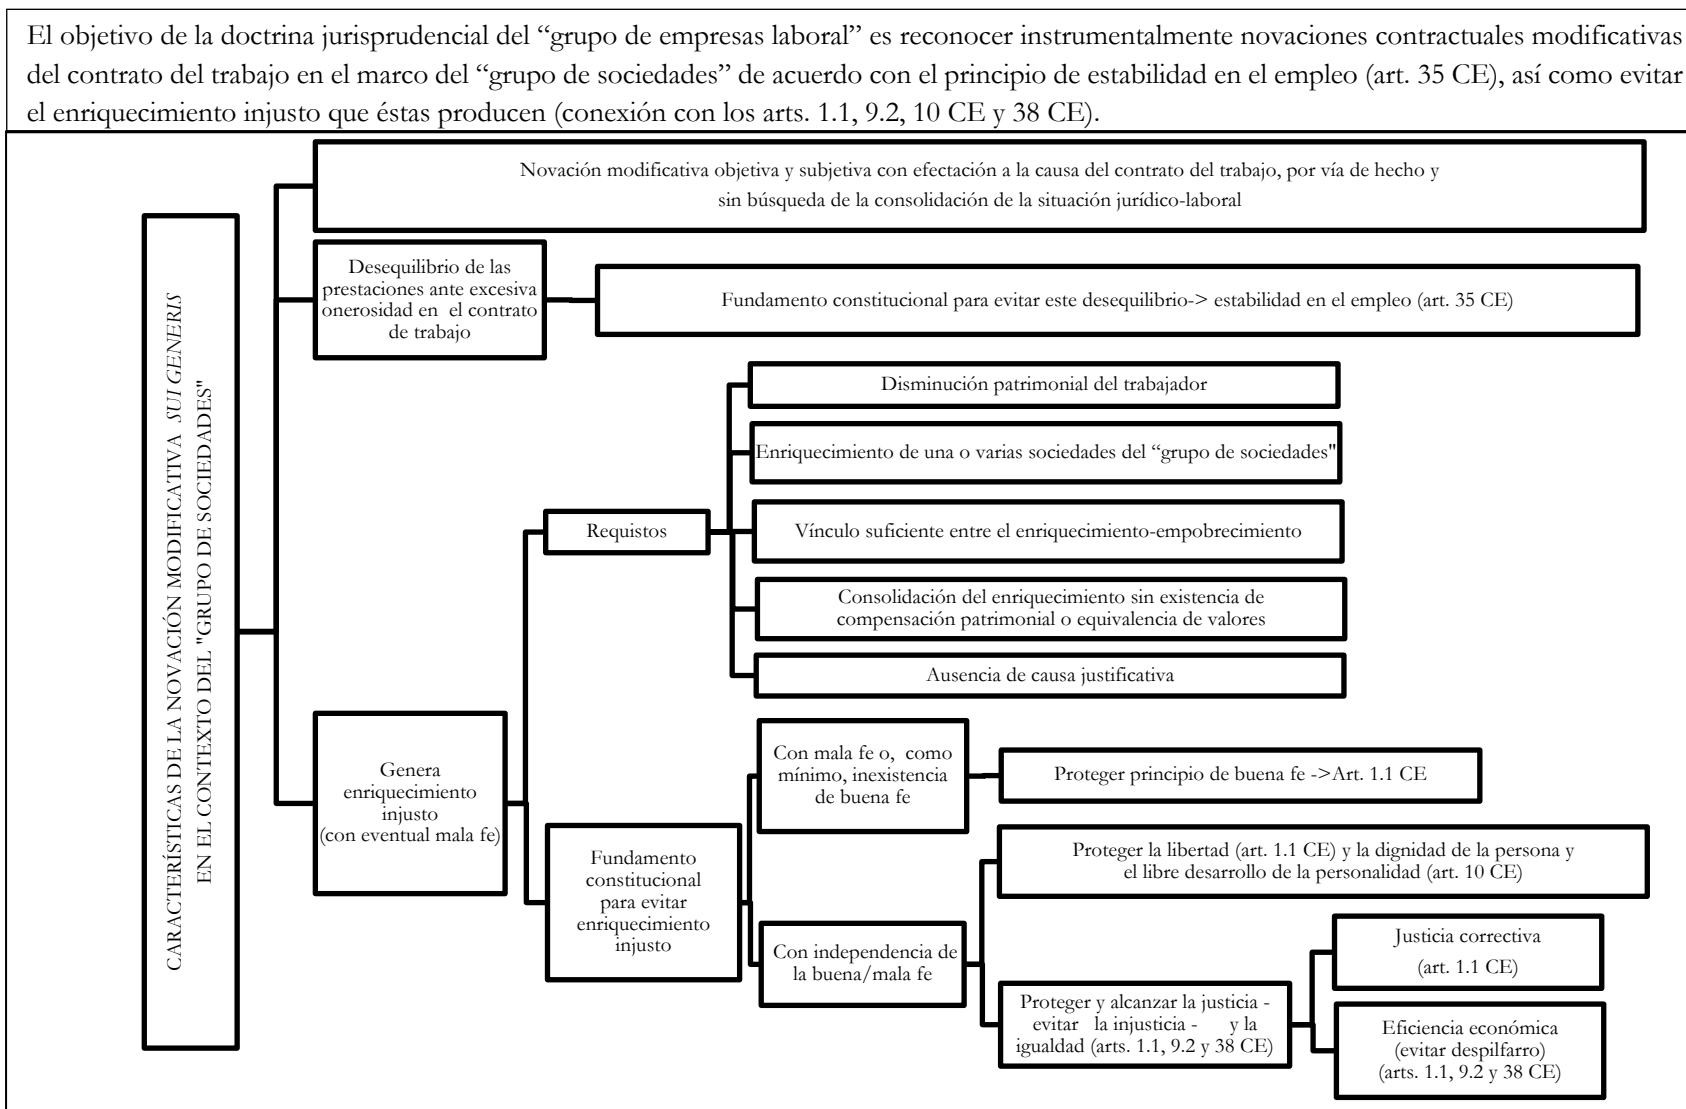 El objetivo de la doctrina jurisprudencial del “grupo de empresas laboral” es reconocer instrumentalmente novaciones contractuales modificativas
del contrato del trabajo en el marco del “grupo de sociedades” de acuerdo con el principio de estabilidad en el empleo (art. 35 CE), así como evitar
el enriquecimiento injusto que éstas producen (conexión con los arts. 1.1, 9.2, 10 CE y 38 CE).
CARACTERÍSTICAS DE LA NOVACIÓN MODIFICATIVA SUI GENERIS
EN EL CONTEXTO DEL "GRUPO DE SOCIEDADES"
Novación modificativa objetiva y subjetiva con efectación a la causa del contrato del trabajo, por vía de hecho y
sin búsqueda de la consolidación de la situación jurídico-laboral
Desequilibrio de las
prestaciones ante excesiva
onerosidad en el contrato
de trabajo
Fundamento constitucional para evitar este desequilibrio-> estabilidad en el empleo (art. 35 CE)
Genera
enriquecimiento
injusto
(con eventual mala fe)
Requistos
Disminución patrimonial del trabajador
Enriquecimiento de una o varias sociedades del “grupo de sociedades"
Vínculo suficiente entre el enriquecimiento-empobrecimiento
Consolidación del enriquecimiento sin existencia de
compensación patrimonial o equivalencia de valores
Ausencia de causa justificativa
Fundamento
constitucional
para evitar
enriquecimiento
injusto
Con mala fe o, como
mínimo, inexistencia
de buena fe
Proteger principio de buena fe ->Art. 1.1 CE
Con independencia de
la buena/mala fe
Proteger la libertad (art. 1.1 CE) y la dignidad de la persona y
el libre desarrollo de la personalidad (art. 10 CE)
Proteger y alcanzar la justicia -
evitar la injusticia - y la
igualdad (arts. 1.1, 9.2 y 38 CE)
Justicia correctiva
(art. 1.1 CE)
Eficiencia económica
(evitar despilfarro)
(arts. 1.1, 9.2 y 38 CE)